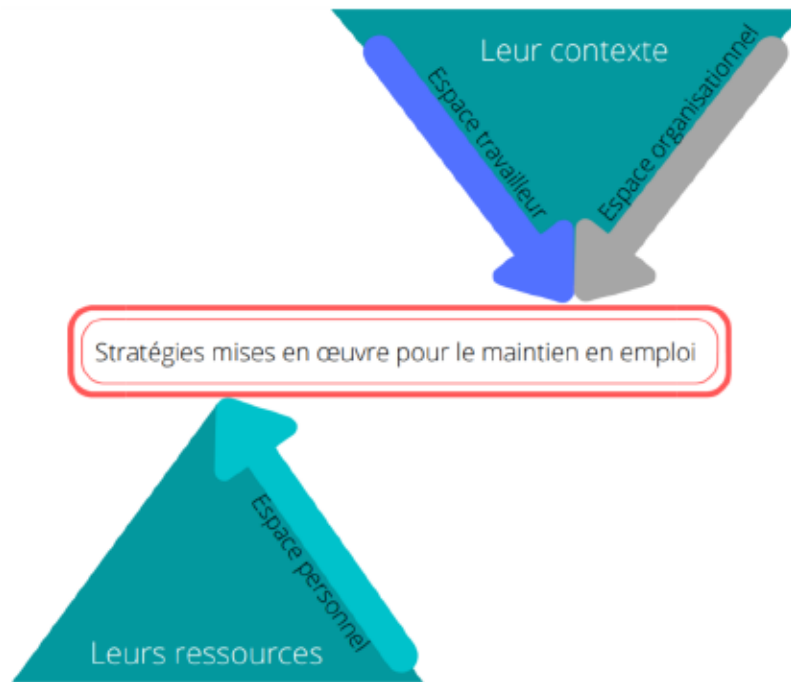 Leur contexte
Espace travailleur
Espace organisationnel
Stratégies mises en œuvre pour le maintien en emploi
Espace personnel
Leurs ressources